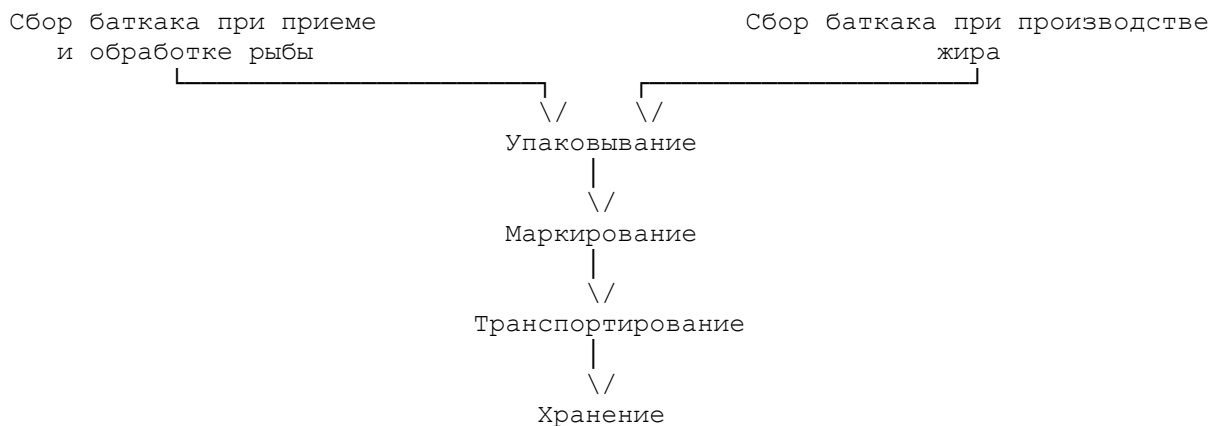 Сбор баткака при приеме
и обработке рыбы
Сбор баткака при производстве
жира
Упаковывание
Маркирование
Транспортирование
Хранение